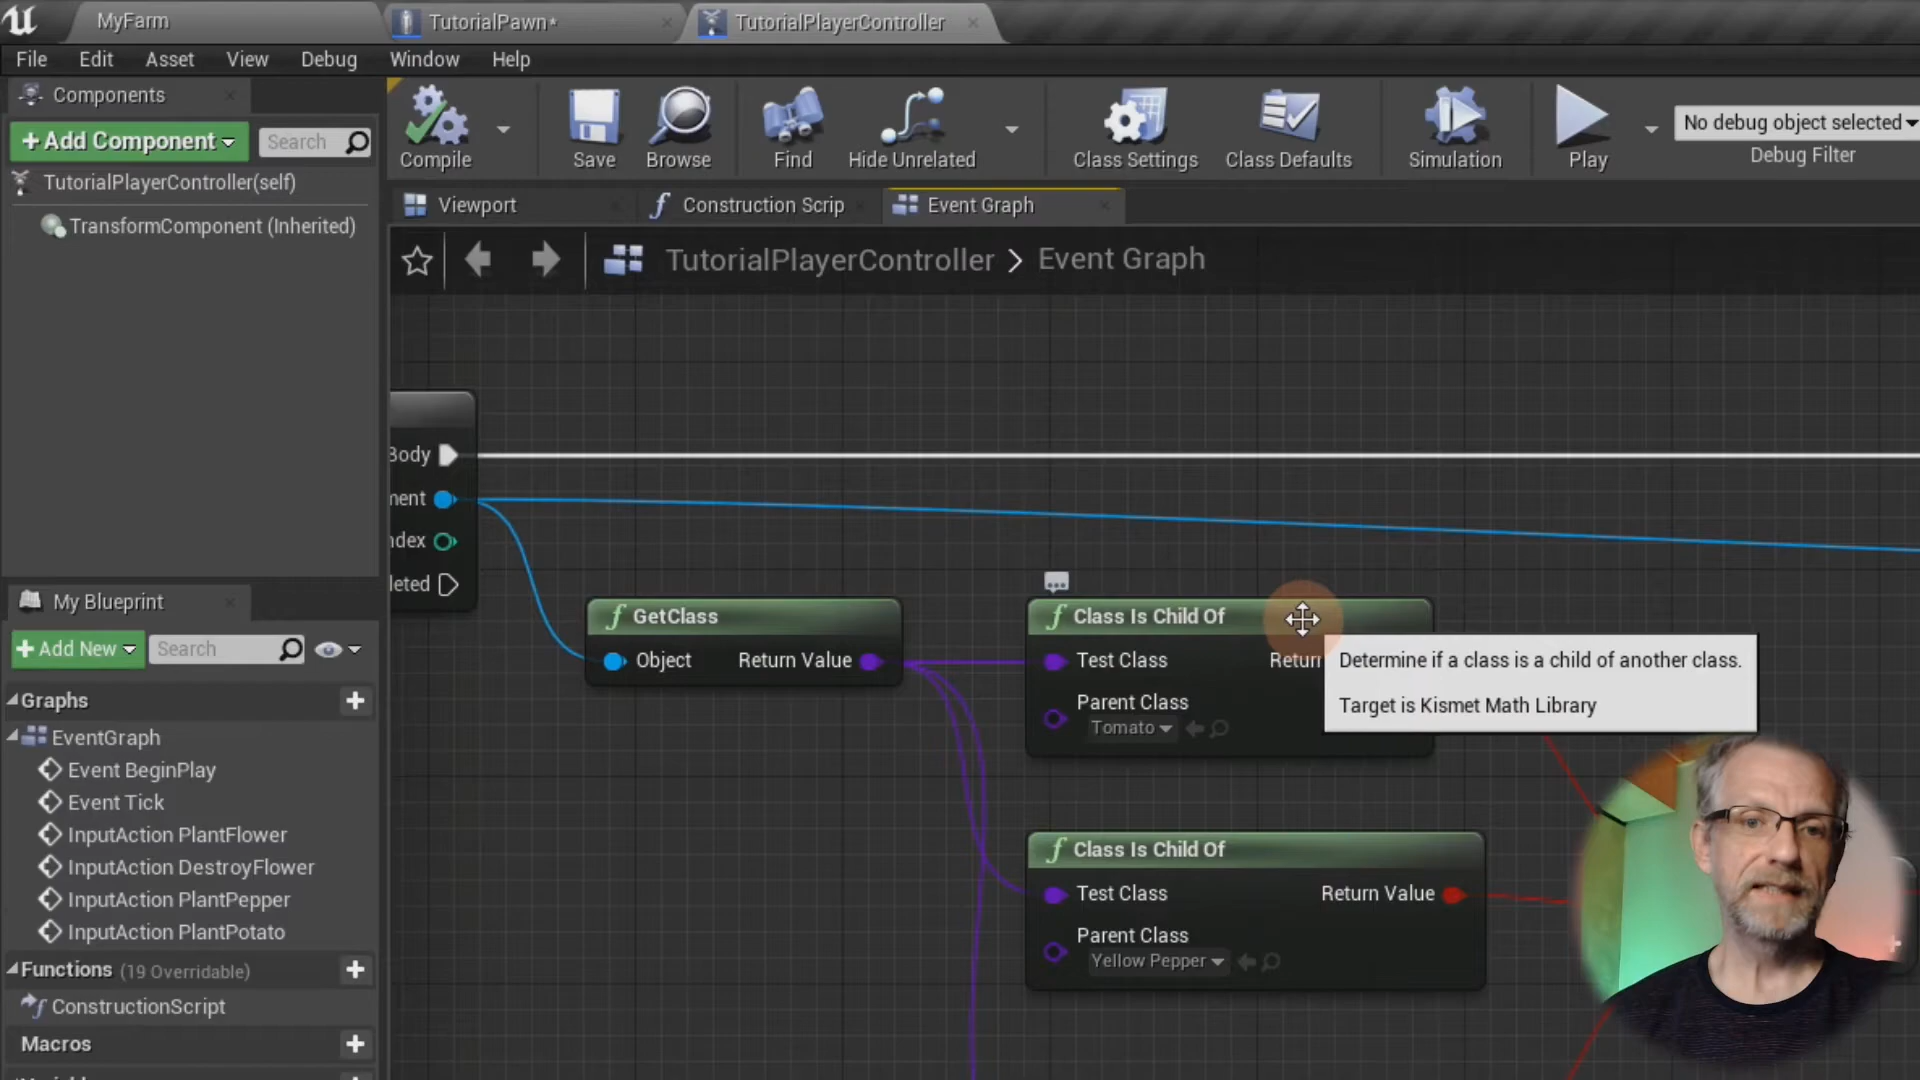 MyFarm
TutorialPawn*
TutorialPlayerController
File Edit Asset View Debug Window Help
Components
+Add Component
Search
TutorialPlayerController(self)
TransformComponent (Inherited)
Compile
Save
Browse
Find
Hide Unrelated
Class Settings
Class Defaults
Simulation
Play
No debug object selected
Debug Filter
Viewport
Construction Scrip
Event Graph
TutorialPlayerController > Event Graph
Body
ment
ndex
leted
GetClass
Object
Return Value
Class Is Child Of
Test Class
Return
Parent Class
Tomato
Determine if a class is a child of another class.
Target is Kismet Math Library
Class Is Child Of
Test Class
Return Value
Parent Class
Yellow Pepper
My Blueprint
+Add New
Search
Graphs
EventGraph
Event BeginPlay
Event Tick
InputAction PlantFlower
InputAction DestroyFlower
InputAction PlantPepper
InputAction PlantPotato
Functions (19 Overridable)
ConstructionScript
Macros